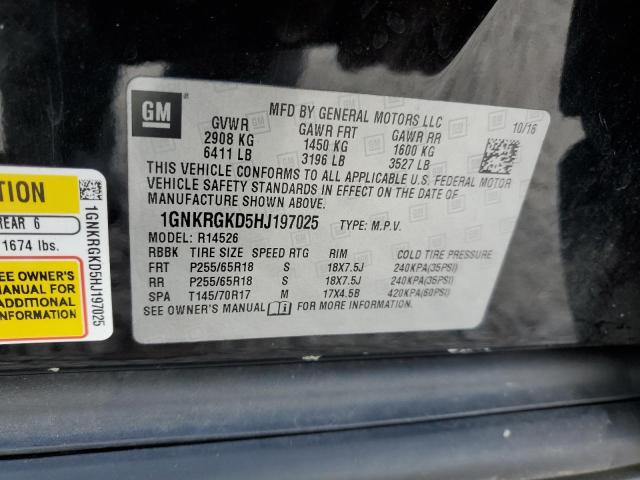 GM
MFD BY GENERAL MOTORS LLC
10/16
GVWR GAWR FRT GAWR RR
2908 KG 1450 KG 1600 KG
6411 LB 3196 LB 3527 LB
THIS VEHICLE CONFORMS TO ALL APPLICABLE U.S. FEDERAL MOTOR
VEHICLE SAFETY STANDARDS IN EFFECT ON THE DATE OF
MANUFACTURE SHOWN ABOVE.
1GNKRGKD5HJ197025 TYPE: M.P.V.
MODEL: R14526
RBBK TIRE SIZE SPEED RTG RIM COLD TIRE PRESSURE
FRT P255/65R18 S 18X7.5J 240KPA(35PSI)
RR P255/65R18 S 18X7.5J 240KPA(35PSI)
SPA T145/70R17 M 17X4.5B 420KPA(60PSI)
SEE OWNER'S MANUAL FOR MORE INFORMATION.
REAR 6
1674 lbs.
SEE OWNER'S
MANUAL FOR
ADDITIONAL
INFORMATION
1GNKRGKD5HJ197025